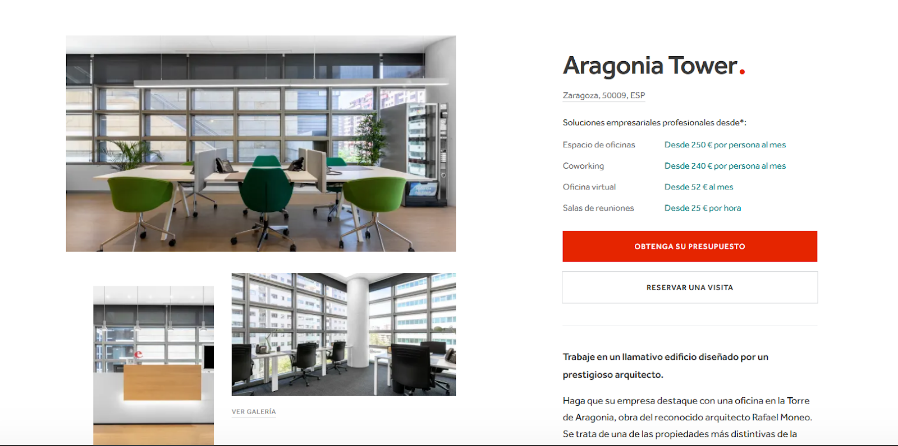 Aragonia Tower.
Zaragoza, 50009, ESP
Soluciones empresariales profesionales desde*:
Espacio de oficinas Desde 250 € por persona al mes
Coworking Desde 240 € por persona al mes
Oficina virtual Desde 52 € al mes
Salas de reuniones Desde 25 € por hora
OBTENGA SU PRESUPUESTO
RESERVAR UNA VISITA
VER GALERÍA
Trabaje en un llamativo edificio diseñado por un
prestigioso arquitecto.
Haga que su empresa destaque con una oficina en la Torre
de Aragonia, obra del reconocido arquitecto Rafael Moneo.
Se trata de una de las propiedades más distintivas de la